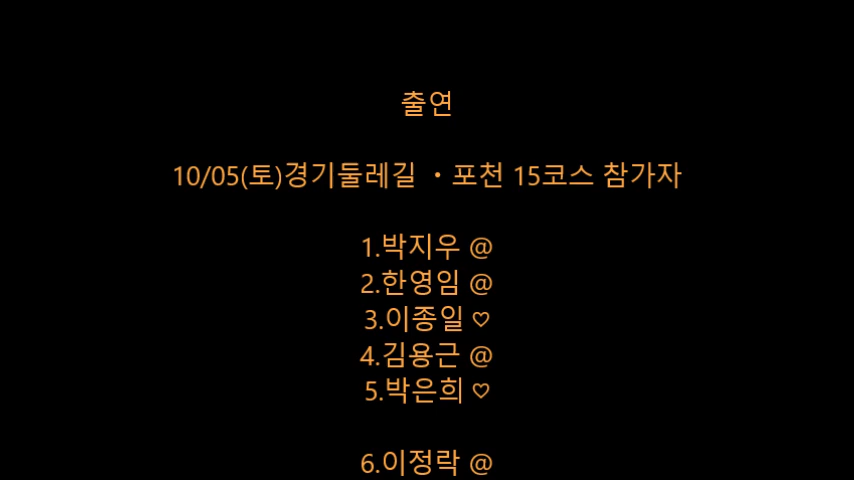 출연
10/05(토)경기둘레길 · 포천 15코스 참가자
1.박지우 @
2.한영임 @
3.이종일 ♡
4.김용근 @
5.박은희 ♡
6.이정락 @